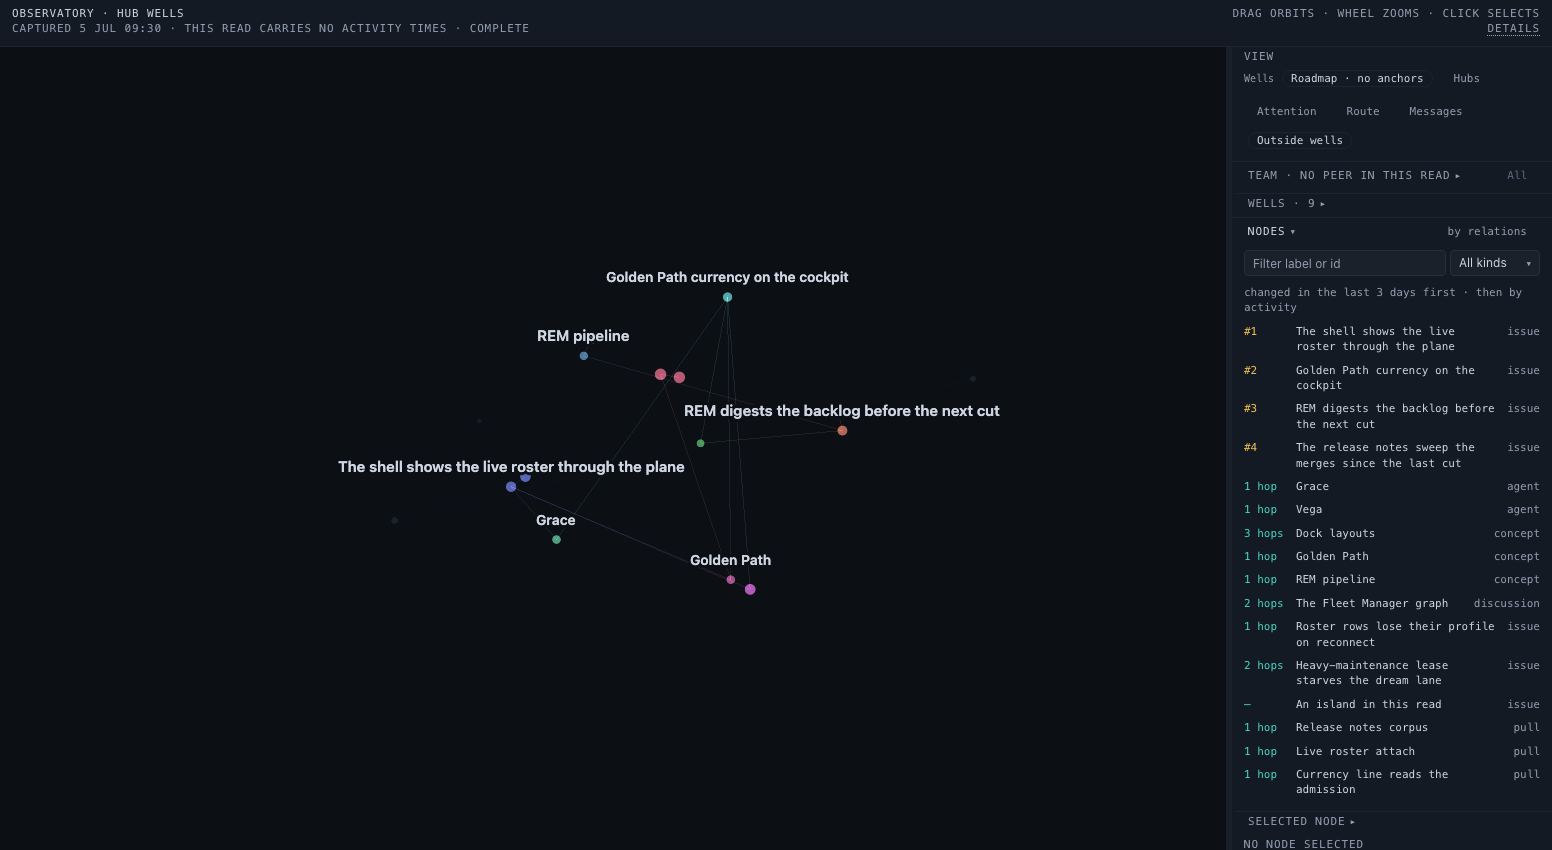 OBSERVATORY · HUB WELLS
CAPTURED 5 JUL 09:30 · THIS READ CARRIES NO ACTIVITY TIMES · COMPLETE
DRAG ORBITS · WHEEL ZOOMS · CLICK SELECTS
DETAILS
Golden Path currency on the cockpit
REM pipeline
REM digests the backlog before the next cut
The shell shows the live roster through the plane
Grace
Golden Path
VIEW
Wells Roadmap · no anchors Hubs
Attention Route Messages
Outside wells
TEAM · NO PEER IN THIS READ ▸ All
WELLS · 9 ▸
NODES ▾ by relations
Filter label or id All kinds ▾
changed in the last 3 days first · then by
activity
#1 The shell shows the live issue
roster through the plane
#2 Golden Path currency on the issue
cockpit
#3 REM digests the backlog before issue
the next cut
#4 The release notes sweep the issue
merges since the last cut
1 hop Grace agent
1 hop Vega agent
3 hops Dock layouts concept
1 hop Golden Path concept
1 hop REM pipeline concept
2 hops The Fleet Manager graph discussion
1 hop Roster rows lose their profile issue
on reconnect
2 hops Heavy-maintenance lease issue
starves the dream lane
— An island in this read issue
1 hop Release notes corpus pull
1 hop Live roster attach pull
1 hop Currency line reads the pull
admission
SELECTED NODE ▸
NO NODE SELECTED